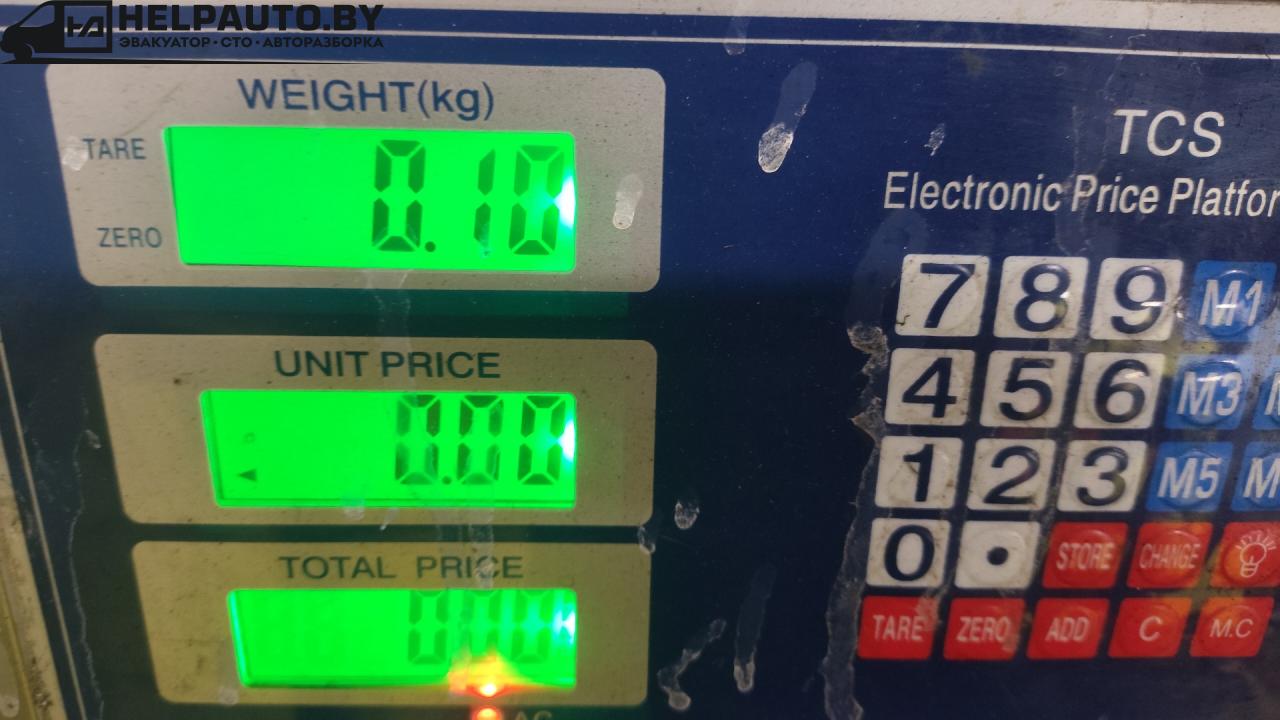 HELPAUTO.BY
ЭВАКУАТОР·СТО·АВТОРАЗБОРКА
WEIGHT(kg)
TARE
0.10
ZERO
UNIT PRICE
0.00
TOTAL PRICE
0.00
AC
TCS
Electronic Price Platfor
7 8 9 M1
4 5 6 M3
1 2 3 M5 M
0 • STORE CHANGE
TARE ZERO ADD C M.C